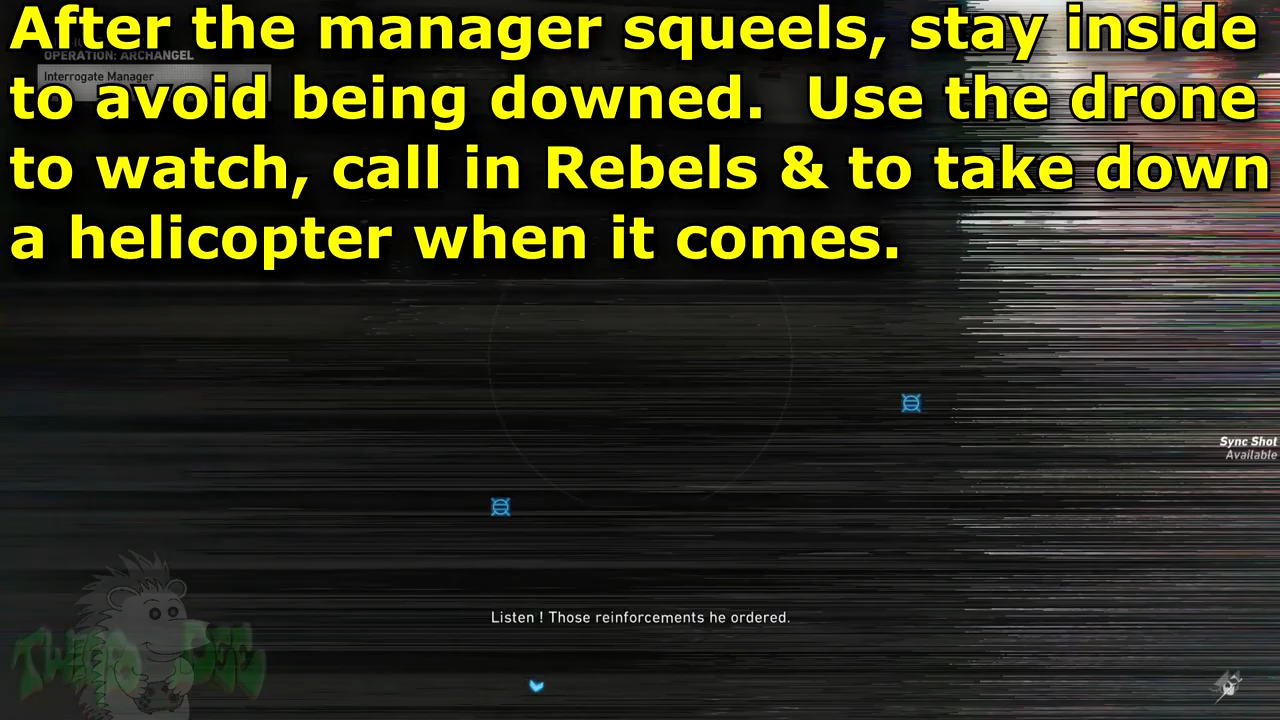 After the manager squeels, stay inside
to avoid being downed.  Use the drone
to watch, call in Rebels & to take down
a helicopter when it comes.
OPERATION: ARCHANGEL
Interrogate Manager
Sync Shot
Available
Listen ! Those reinforcements he ordered.